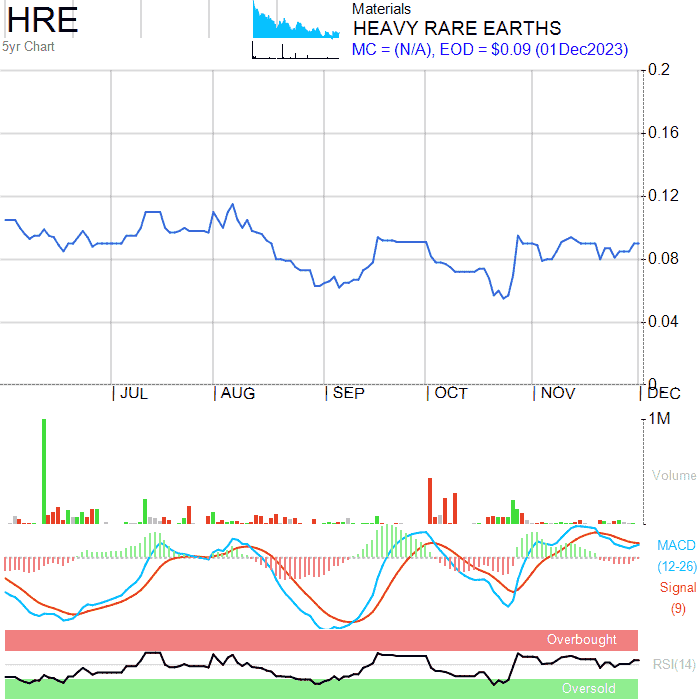 HRE
5yr Chart
Materials
HEAVY RARE EARTHS
MC = (N/A), EOD = $0.09 (01Dec2023)
0.2
0.16
0.12
0.08
0.04
0
JUL AUG SEP OCT NOV DEC
1M
Volume
MACD
(12-26)
Signal
(9)
Overbought
RSI(14)
Oversold